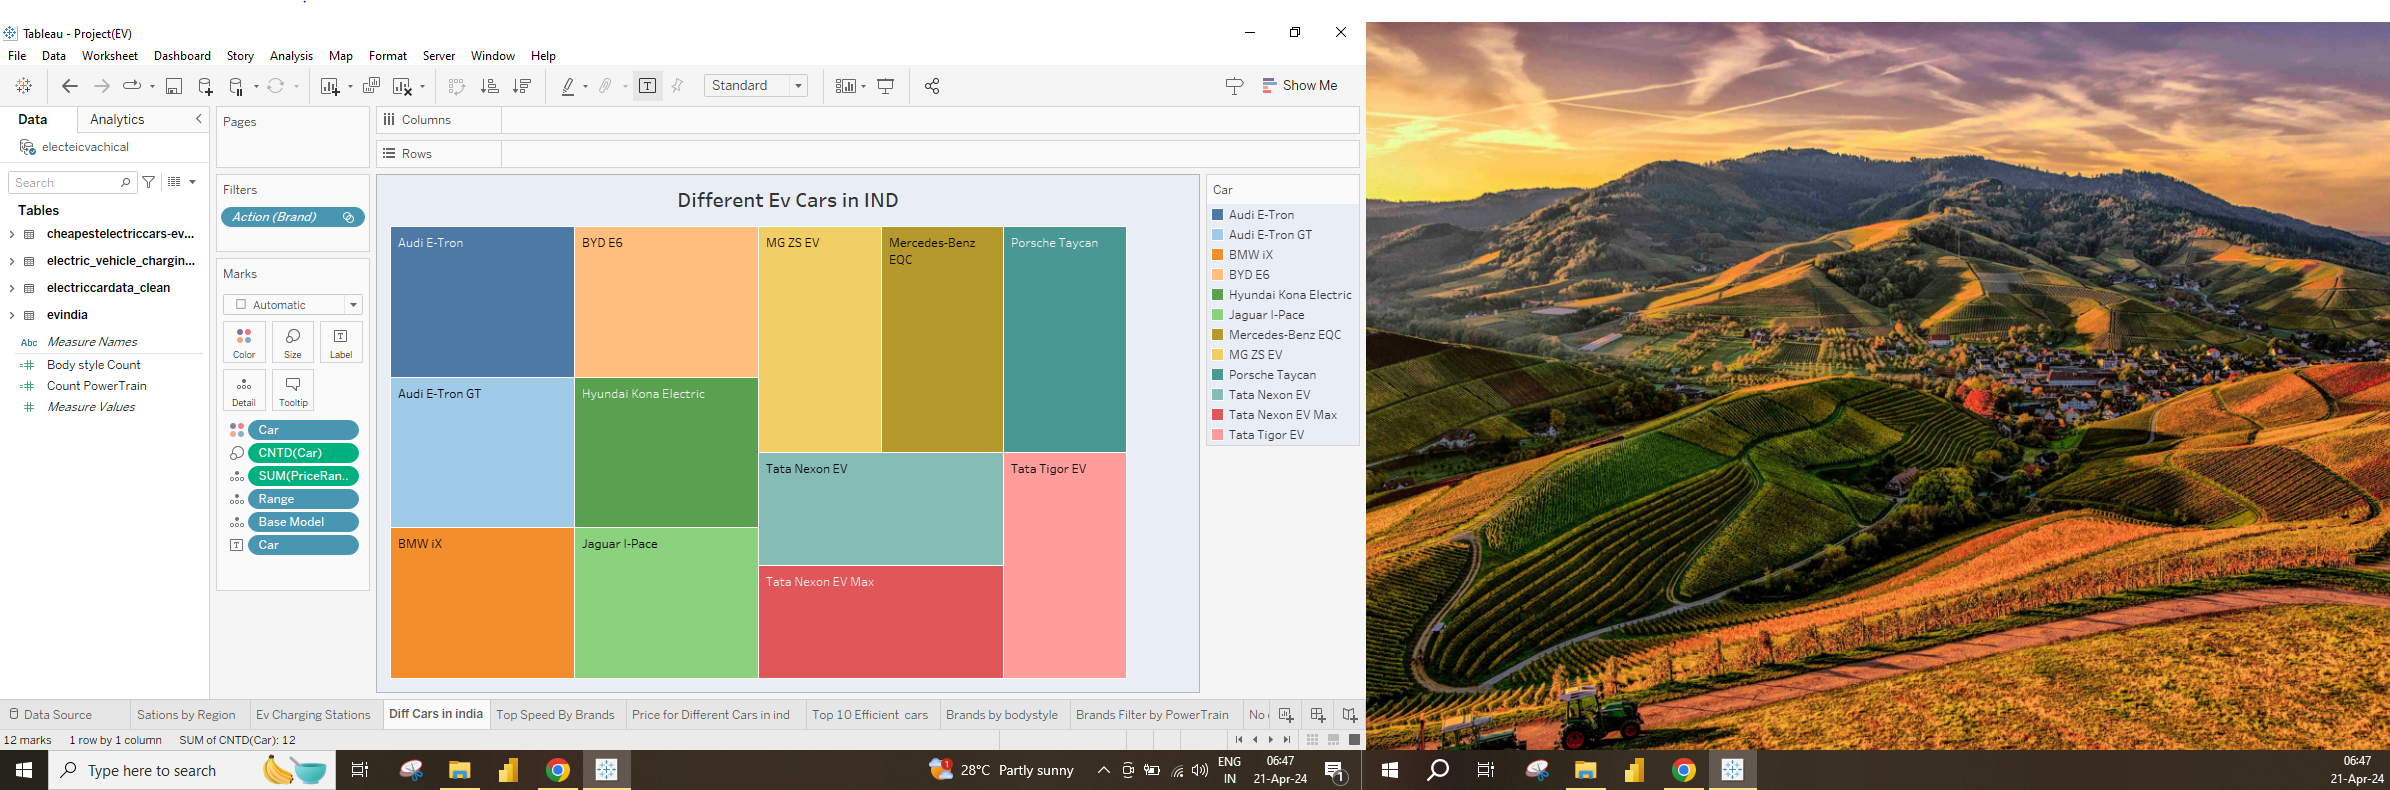 Tableau - Project(EV)
File Data Worksheet Dashboard Story Analysis Map Format Server Window Help
Standard
Show Me
Data Analytics
electeicvachical
Search
Tables
cheapestelectriccars-ev...
electric_vehicle_chargin...
electriccardata_clean
evindia
Abc Measure Names
Body style Count
Count PowerTrain
Measure Values
Pages
Filters
Action (Brand)
Marks
Automatic
Color Size Label
Detail Tooltip
Car
CNTD(Car)
SUM(PriceRan..
Range
Base Model
Car
Columns
Rows
Different Ev Cars in IND
Audi E-Tron
BYD E6
MG ZS EV
Mercedes-Benz
EQC
Porsche Taycan
Audi E-Tron GT
Hyundai Kona Electric
Tata Nexon EV
Tata Tigor EV
BMW iX
Jaguar I-Pace
Tata Nexon EV Max
Car
Audi E-Tron
Audi E-Tron GT
BMW iX
BYD E6
Hyundai Kona Electric
Jaguar I-Pace
Mercedes-Benz EQC
MG ZS EV
Porsche Taycan
Tata Nexon EV
Tata Nexon EV Max
Tata Tigor EV
Data Source Sations by Region Ev Charging Stations Diff Cars in india Top Speed By Brands Price for Different Cars in ind Top 10 Efficient cars Brands by bodystyle Brands Filter by PowerTrain No
12 marks 1 row by 1 column SUM of CNTD(Car): 12
Type here to search
1
28°C Partly sunny
ENG
IN
06:47
21-Apr-24
1
06:47
21-Apr-24